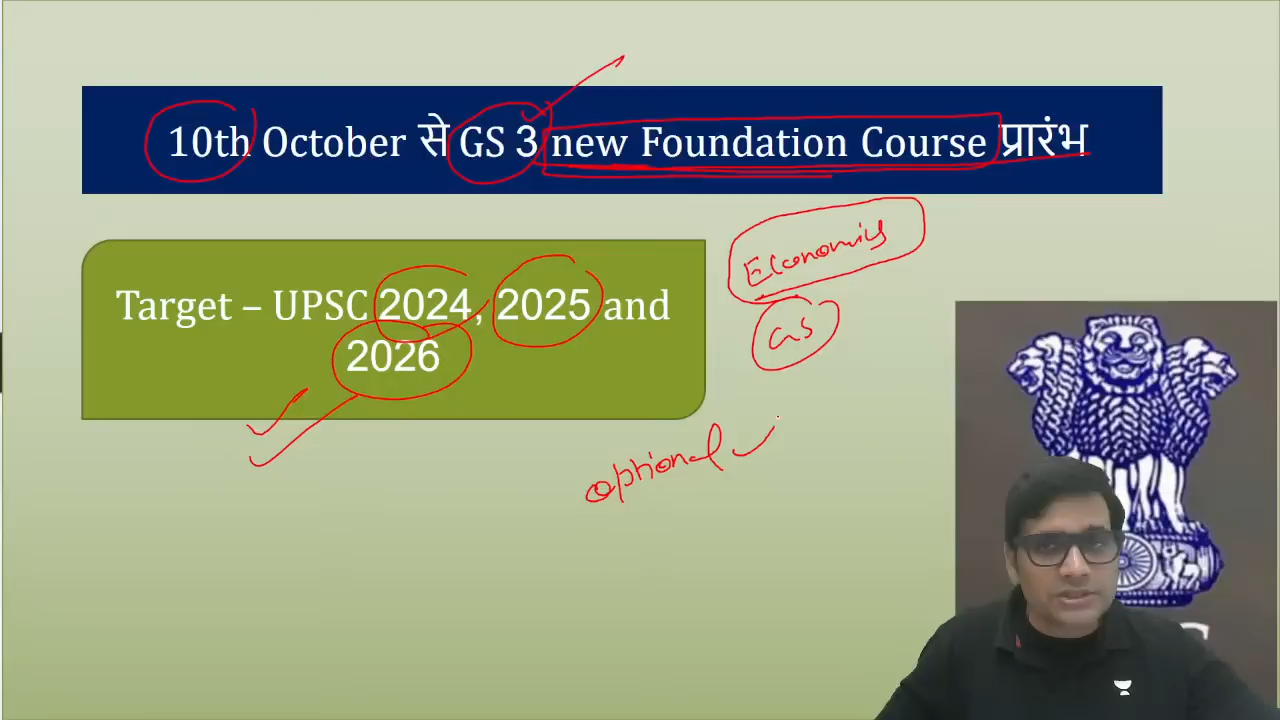 10th October से GS 3 new Foundation Course प्रारंभ
Target – UPSC 2024, 2025 and
2026
Economics
GS
optional